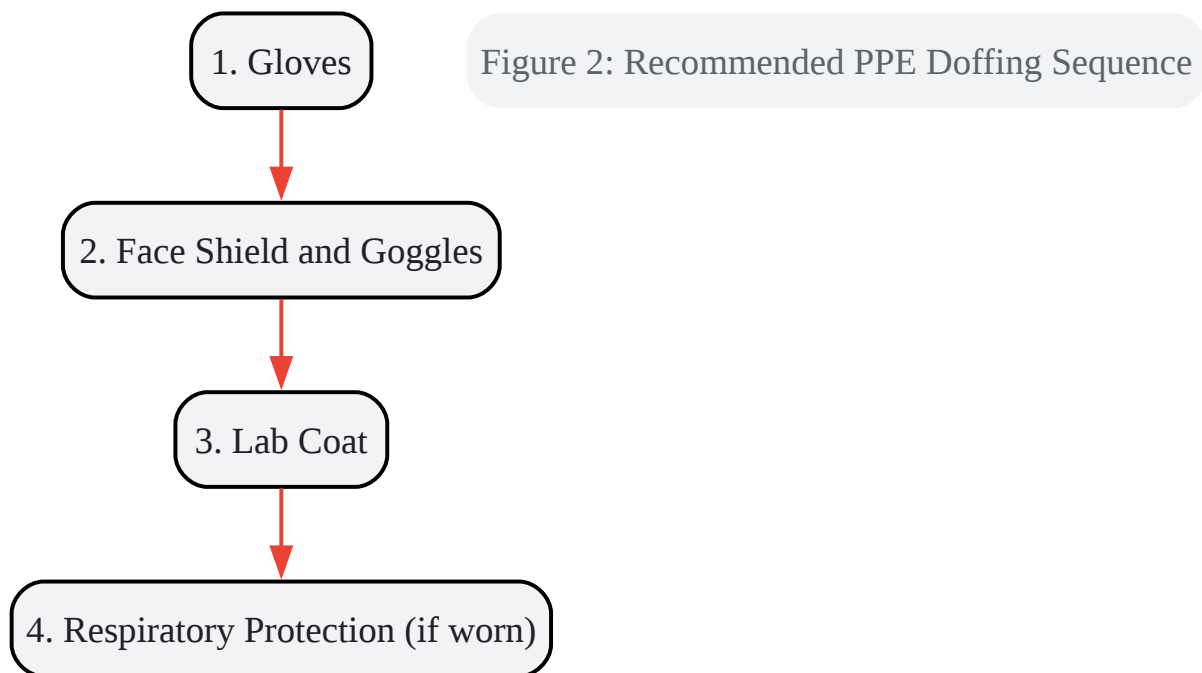 1. Gloves
Figure 2: Recommended PPE Doffing Sequence
2. Face Shield and Goggles
3. Lab Coat
4. Respiratory Protection (if worn)